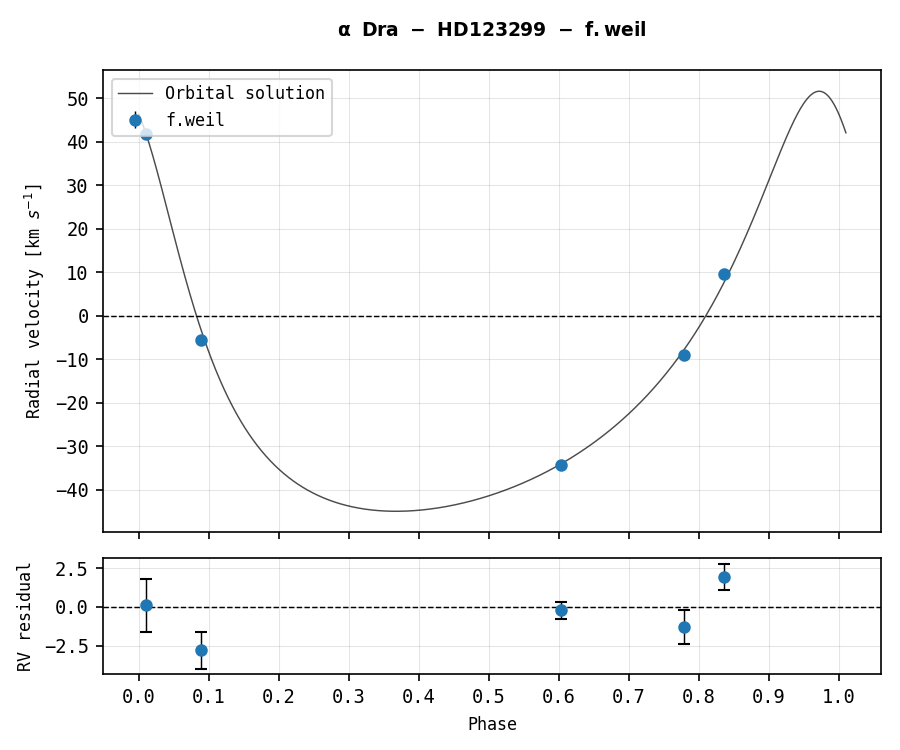 α Dra − HD123299 − f.weil
Orbital solution
f.weil
Radial velocity [km s⁻¹]
50
40
30
20
10
0
−10
−20
−30
−40
RV residual
2.5
0.0
−2.5
0.0 0.1 0.2 0.3 0.4 0.5 0.6 0.7 0.8 0.9 1.0
Phase